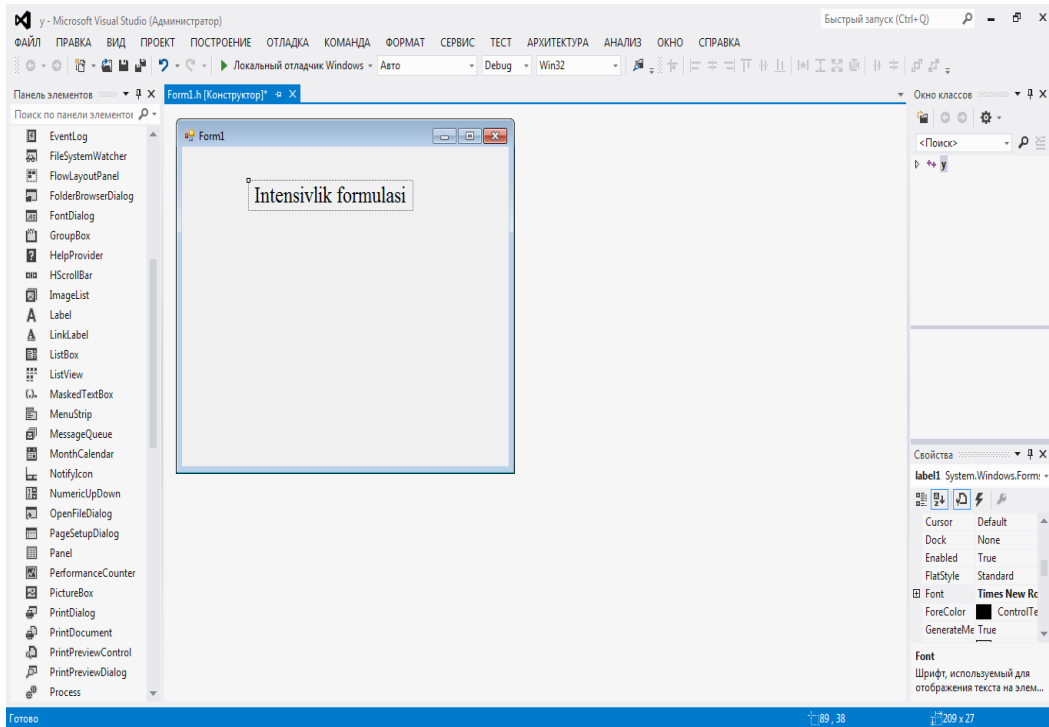 y - Microsoft Visual Studio (Администратор)
Быстрый запуск (Ctrl+Q)
ФАЙЛ ПРАВКА ВИД ПРОЕКТ ПОСТРОЕНИЕ ОТЛАДКА КОМАНДА ФОРМАТ СЕРВИС ТЕСТ АРХИТЕКТУРА АНАЛИЗ ОКНО СПРАВКА
Локальный отладчик Windows Авто Debug Win32
Панель элементов
Поиск по панели элементов
EventLog
FileSystemWatcher
FlowLayoutPanel
FolderBrowserDialog
FontDialog
GroupBox
HelpProvider
HScrollBar
ImageList
Label
LinkLabel
ListBox
ListView
MaskedTextBox
MenuStrip
MessageQueue
MonthCalendar
NotifyIcon
NumericUpDown
OpenFileDialog
PageSetupDialog
Panel
PerformanceCounter
PictureBox
PrintDialog
PrintDocument
PrintPreviewControl
PrintPreviewDialog
Process
Form1.h [Конструктор]*
Form1
Intensivlik formulasi
Окно классов
<Поиск>
y
Свойства
label1 System.Windows.Forms
Cursor Default
Dock None
Enabled True
FlatStyle Standard
Font Times New Ro
ForeColor ControlTe
GenerateMe True
Font
Шрифт, используемый для
отображения текста на элем...
Готово
89 , 38
209 x 27